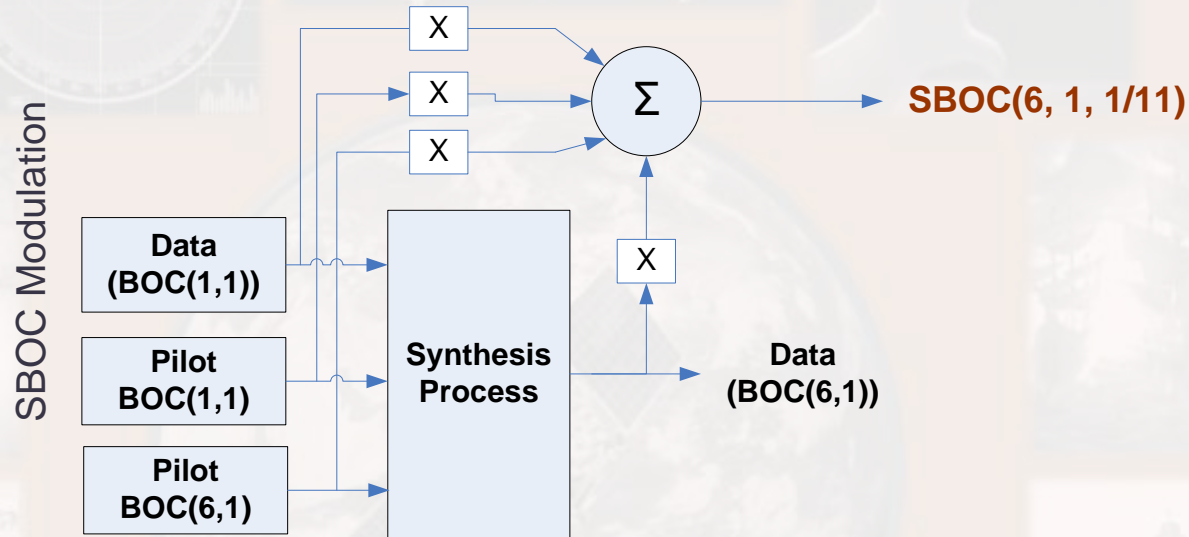 SBOC Modulation
X
X
X
Σ
SBOC(6, 1, 1/11)
X
Data
(BOC(1,1))
Pilot
BOC(1,1)
Pilot
BOC(6,1)
Synthesis
Process
Data
(BOC(6,1))